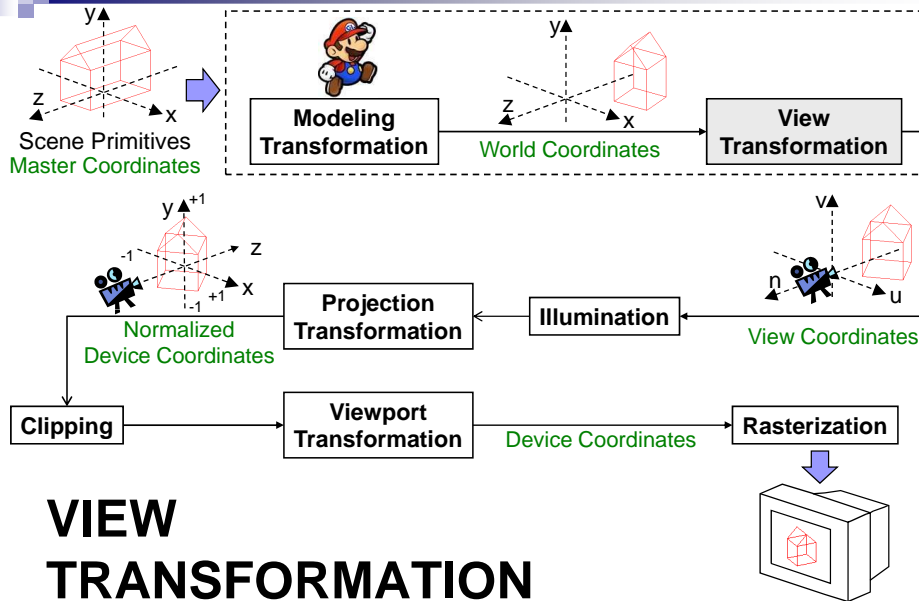 y
z
x
Scene Primitives
Master Coordinates
Modeling
Transformation
y
z
x
World Coordinates
View
Transformation
y
+1
-1
z
x
-1
+1
Normalized
Device Coordinates
Projection
Transformation
Illumination
v
n
u
View Coordinates
Clipping
Viewport
Transformation
Device Coordinates
Rasterization
VIEW
TRANSFORMATION